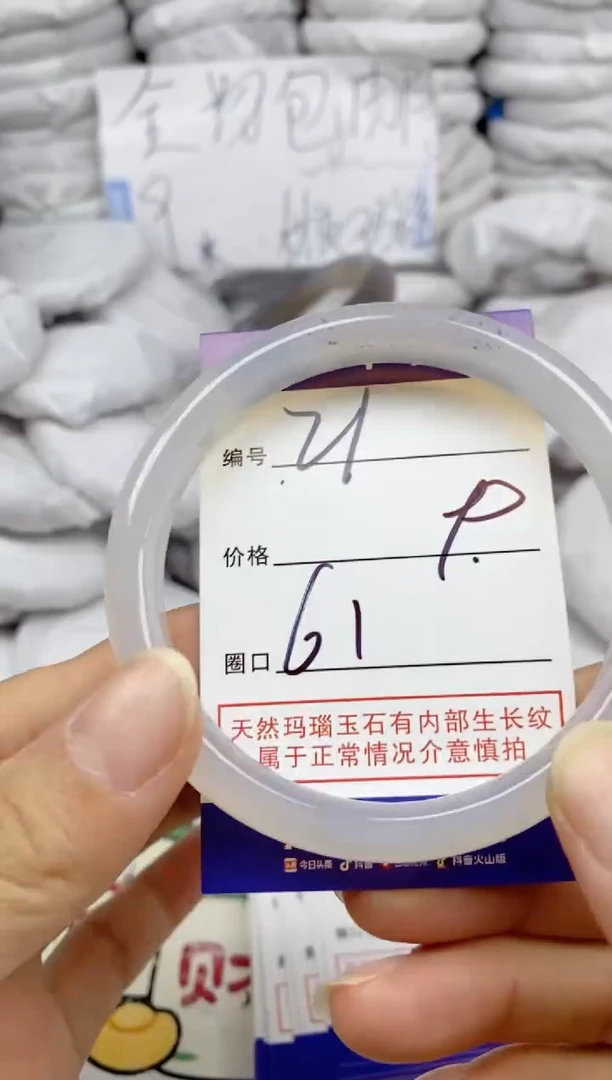 全场包邮
编号 21
价格 P.
圈口 61
天然玛瑙玉石有内部生长纹
属于正常情况介意慎拍
今日头条 抖音 抖音火山版